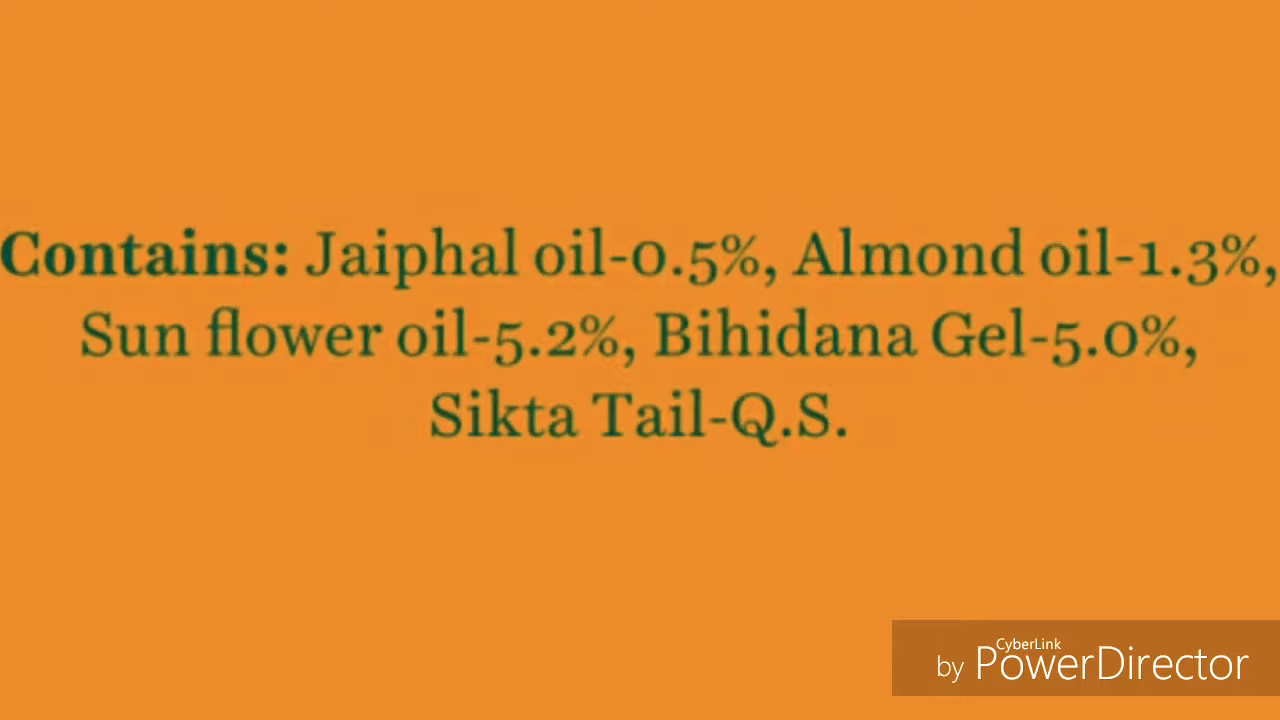 Contains: Jaiphal oil-0.5%, Almond oil-1.3%,
Sun flower oil-5.2%, Bihidana Gel-5.0%,
Sikta Tail-Q.S.
CyberLink
by PowerDirector